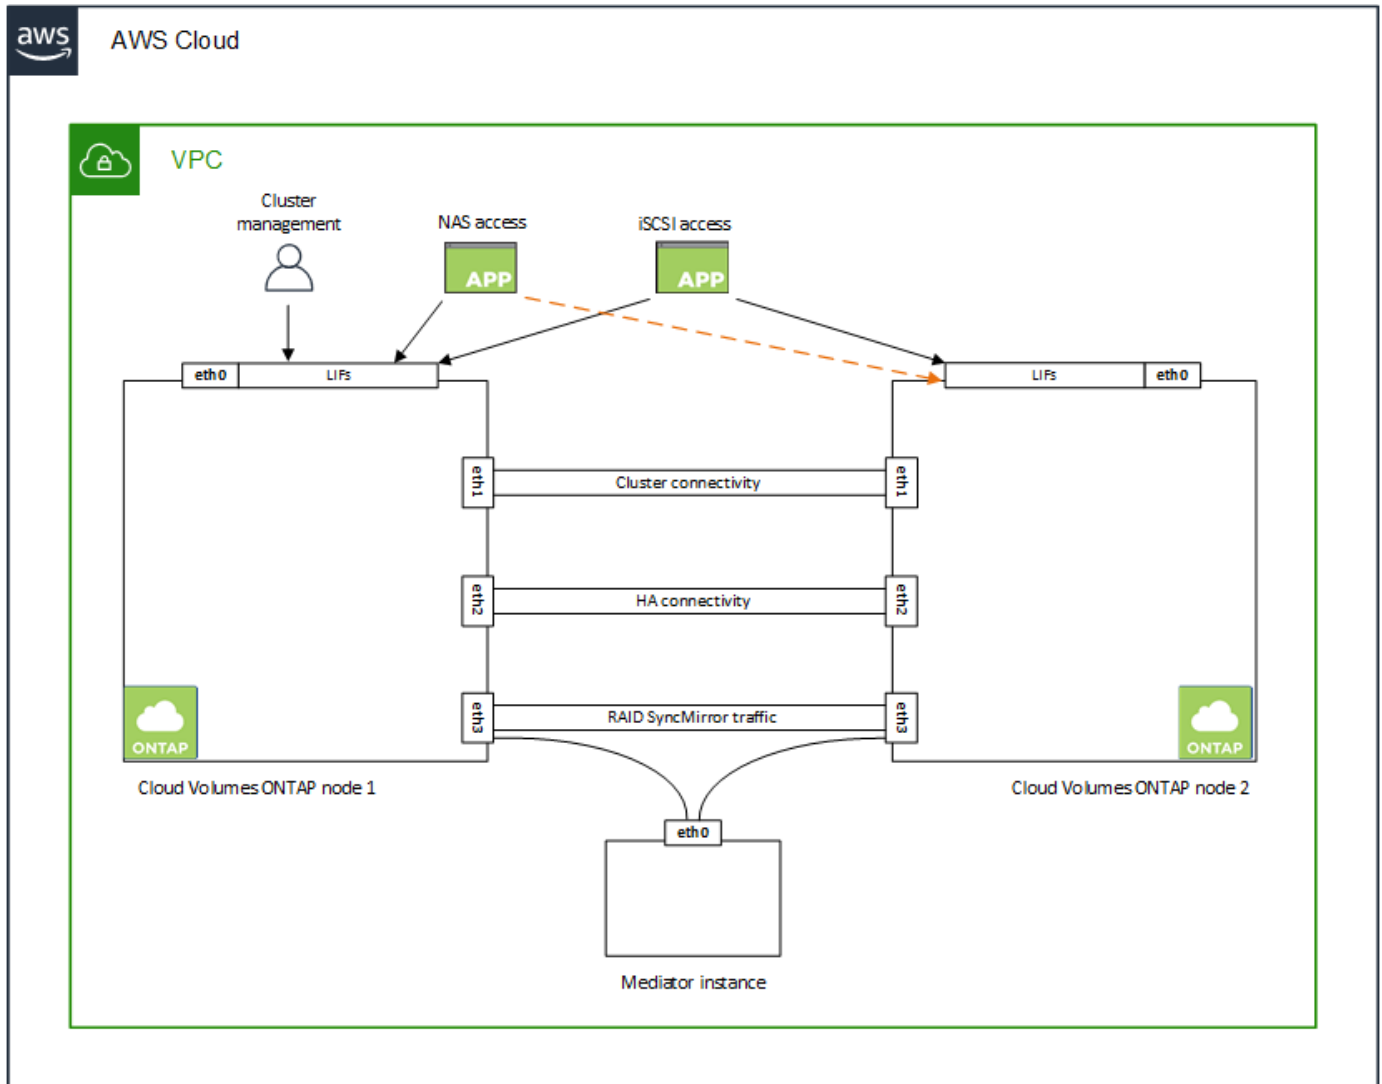 aws
AWS Cloud
VPC
Cluster
management
NAS access
iSCSI access
APP
APP
eth0
LIFs
LIFs
eth0
eth1
Cluster connectivity
eth1
eth2
HA connectivity
eth2
eth3
RAID SyncMirror traffic
eth3
ONTAP
ONTAP
Cloud Volumes ONTAP node 1
Cloud Volumes ONTAP node 2
eth0
Mediator instance